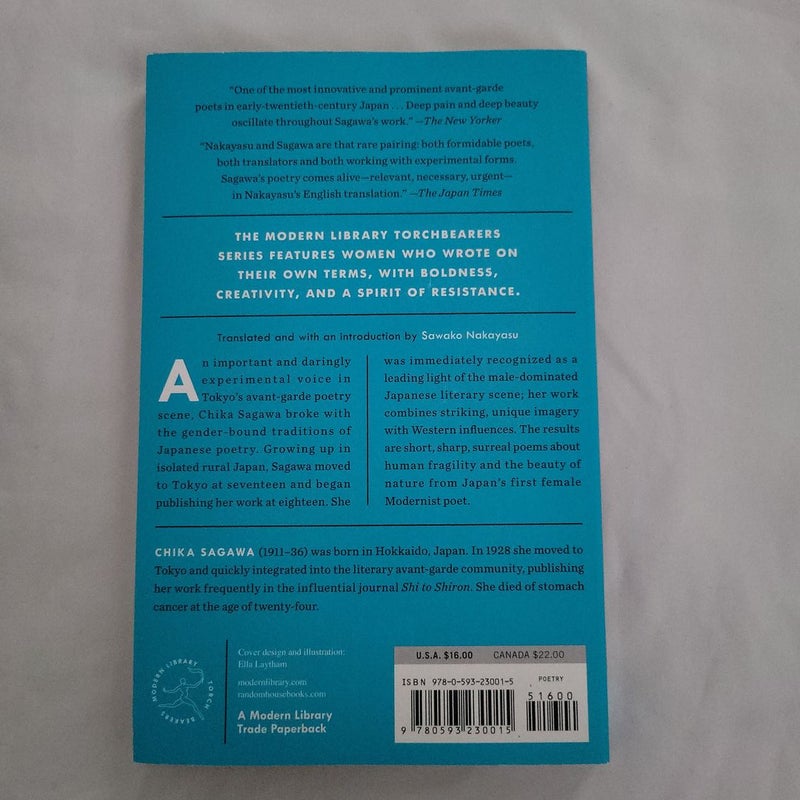 “One of the most innovative and prominent avant-garde
poets in early-twentieth-century Japan . . . Deep pain and deep beauty
oscillate throughout Sagawa’s work.” —The New Yorker
“Nakayasu and Sagawa are that rare pairing: both formidable poets,
both translators and both working with experimental forms.
Sagawa’s poetry comes alive—relevant, necessary, urgent—
in Nakayasu’s English translation.” —The Japan Times
THE MODERN LIBRARY TORCHBEARERS
SERIES FEATURES WOMEN WHO WROTE ON
THEIR OWN TERMS, WITH BOLDNESS,
CREATIVITY, AND A SPIRIT OF RESISTANCE.
Translated and with an introduction by Sawako Nakayasu
An important and daringly
experimental voice in
Tokyo’s avant-garde poetry
scene, Chika Sagawa broke with
the gender-bound traditions of
Japanese poetry. Growing up in
isolated rural Japan, Sagawa moved
to Tokyo at seventeen and began
publishing her work at eighteen. She
was immediately recognized as a
leading light of the male-dominated
Japanese literary scene; her work
combines striking, unique imagery
with Western influences. The results
are short, sharp, surreal poems about
human fragility and the beauty of
nature from Japan’s first female
Modernist poet.
CHIKA SAGAWA (1911–36) was born in Hokkaido, Japan. In 1928 she moved to
Tokyo and quickly integrated into the literary avant-garde community, publishing
her work frequently in the influential journal Shi to Shiron. She died of stomach
cancer at the age of twenty-four.
MODERN LIBRARY TORCH BEARERS
Cover design and illustration:
Ella Laytham
modernlibrary.com
randomhousebooks.com
A Modern Library
Trade Paperback
U.S.A. $16.00 CANADA $22.00
ISBN 978-0-593-23001-5
POETRY
51600
9 780593 230015